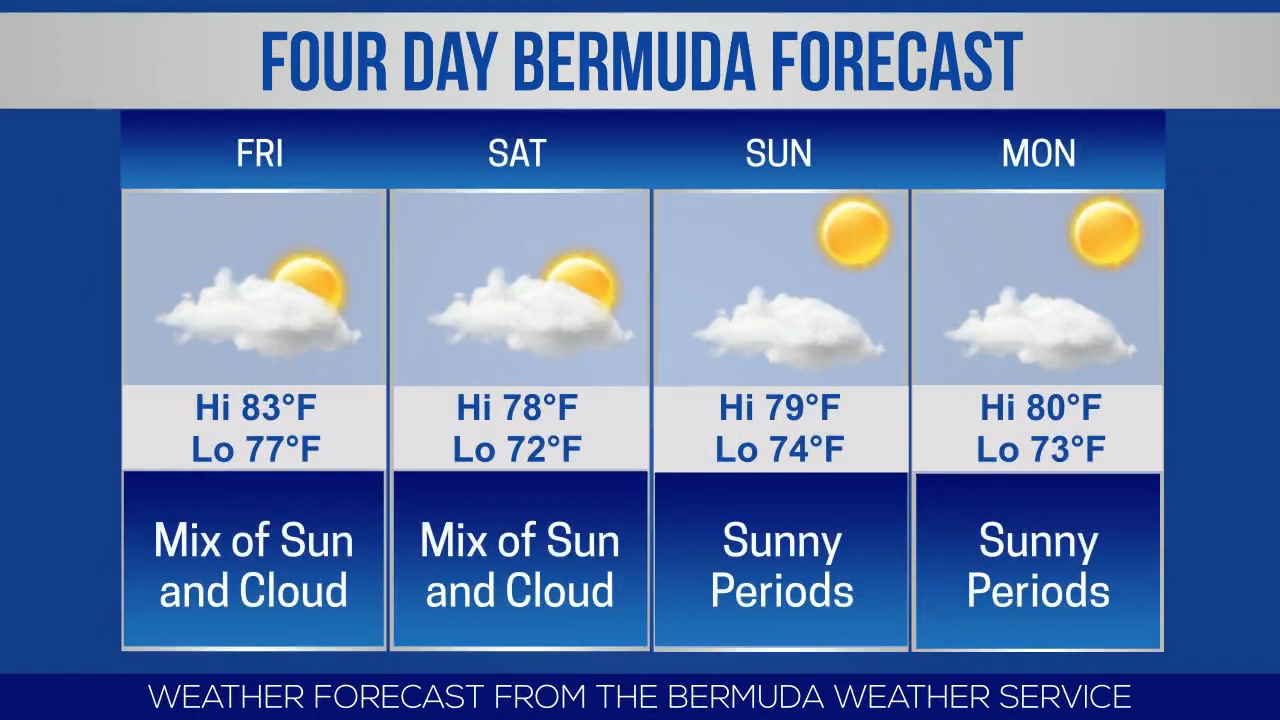 FOUR DAY BERMUDA FORECAST
FRI
SAT
SUN
MON
Hi 83°F
Lo 77°F
Hi 78°F
Lo 72°F
Hi 79°F
Lo 74°F
Hi 80°F
Lo 73°F
Mix of Sun
and Cloud
Mix of Sun
and Cloud
Sunny
Periods
Sunny
Periods
WEATHER FORECAST FROM THE BERMUDA WEATHER SERVICE